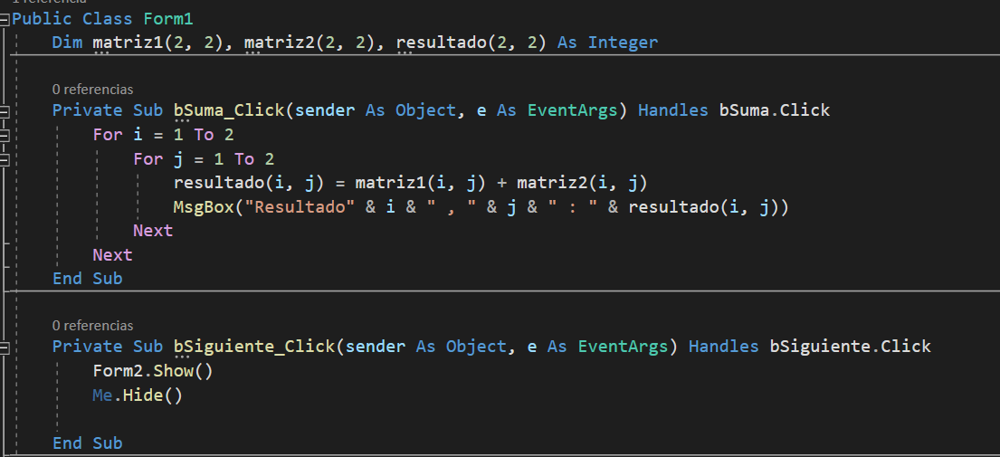 1 referencia
Public Class Form1
Dim matriz1(2, 2), matriz2(2, 2), resultado(2, 2) As Integer
0 referencias
Private Sub bSuma_Click(sender As Object, e As EventArgs) Handles bSuma.Click
For i = 1 To 2
For j = 1 To 2
resultado(i, j) = matriz1(i, j) + matriz2(i, j)
MsgBox("Resultado" & i & " , " & j & " : " & resultado(i, j))
Next
Next
End Sub
0 referencias
Private Sub bSiguiente_Click(sender As Object, e As EventArgs) Handles bSiguiente.Click
Form2.Show()
Me.Hide()
End Sub